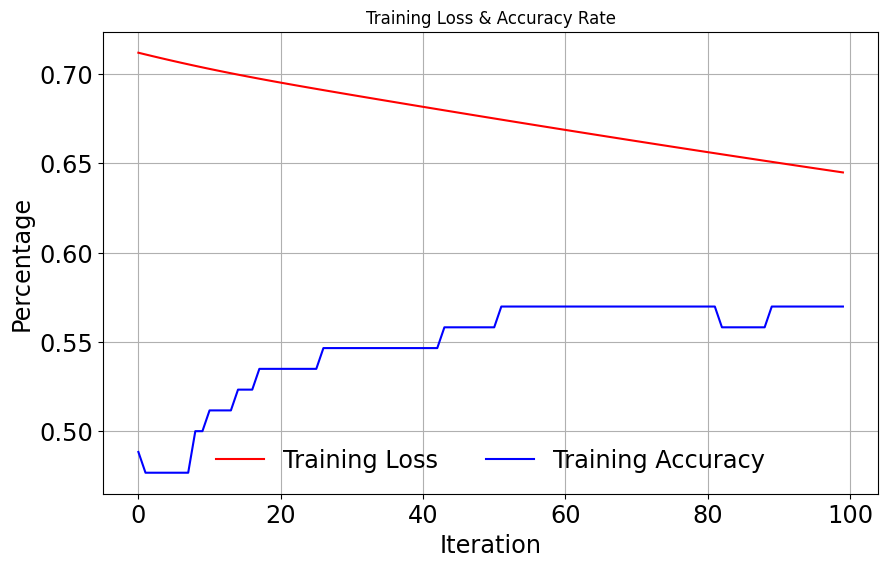 Training Loss & Accuracy Rate
0.70
0.65
0.60
0.55
0.50
Percentage
Training Loss
Training Accuracy
0 20 40 60 80 100
Iteration